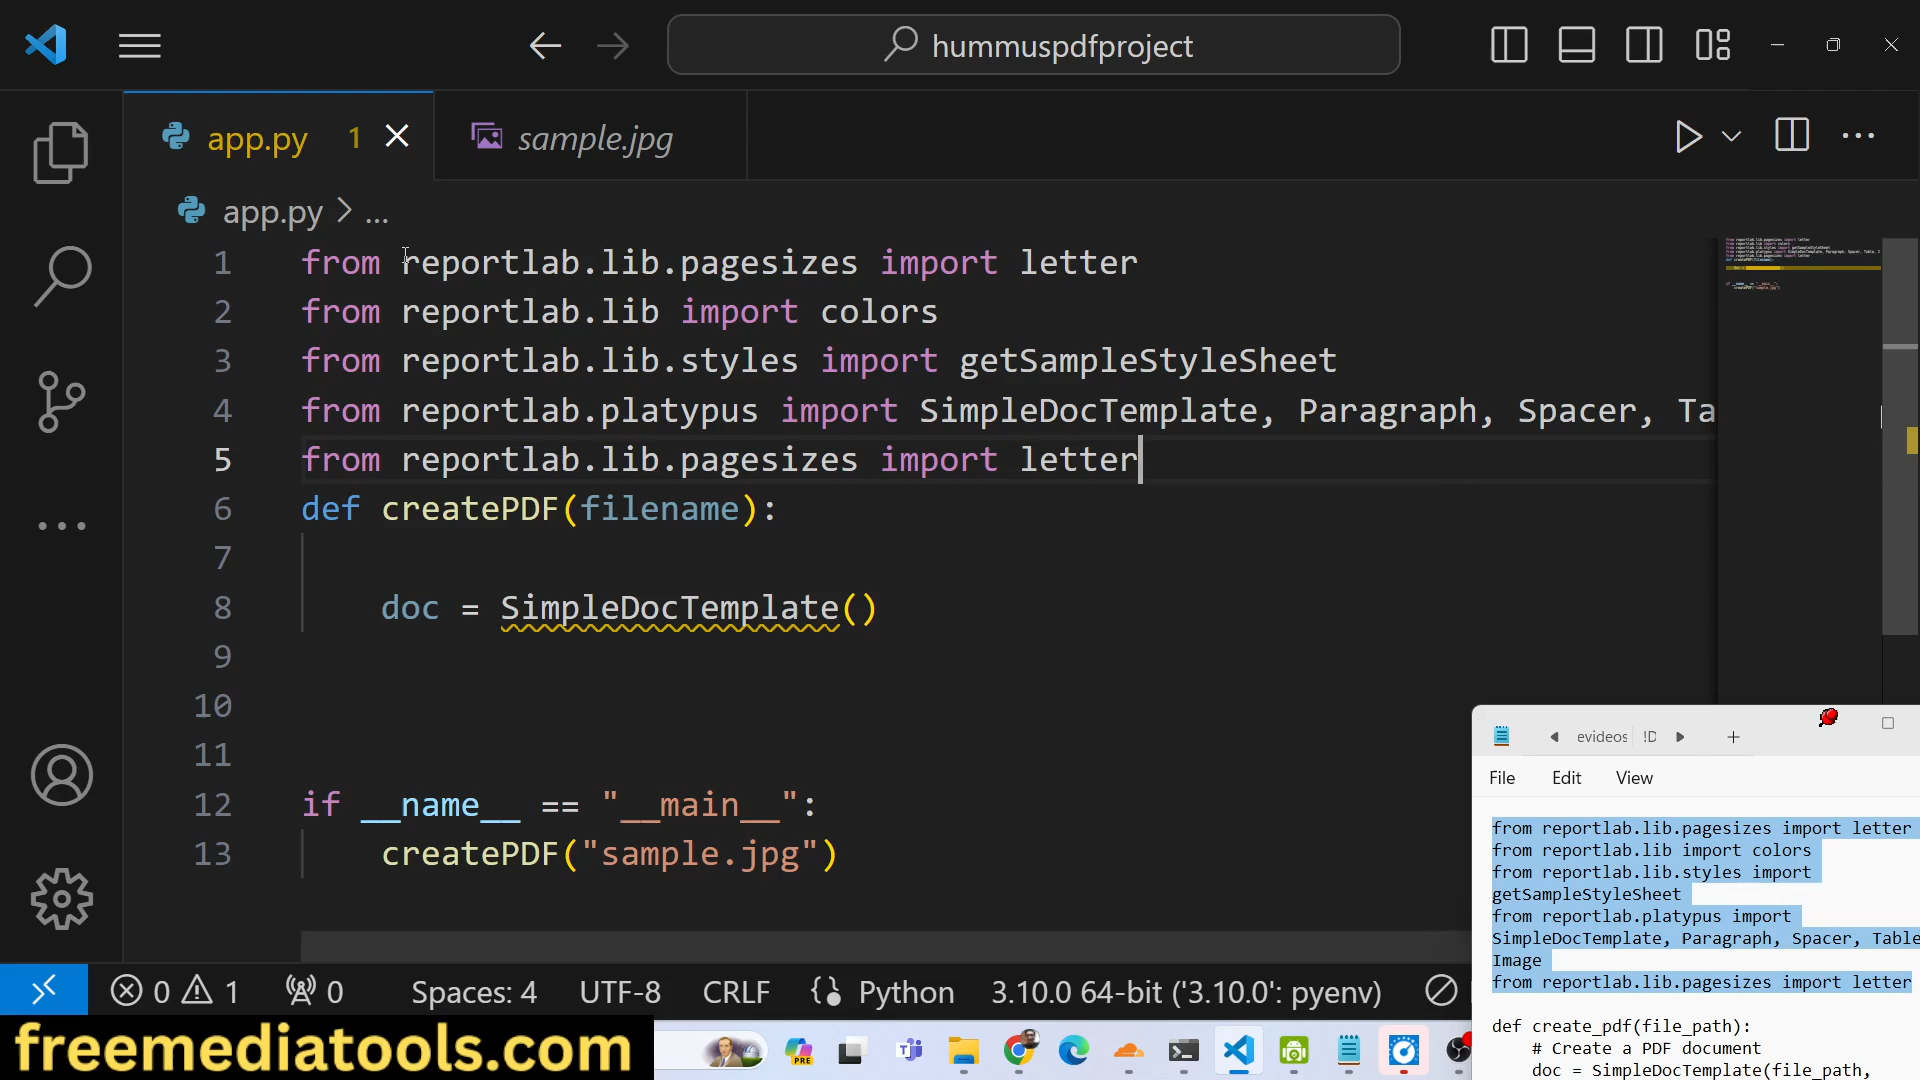 hummuspdfproject
app.py 1
sample.jpg
app.py > ...
1 from reportlab.lib.pagesizes import letter
2 from reportlab.lib import colors
3 from reportlab.lib.styles import getSampleStyleSheet
4 from reportlab.platypus import SimpleDocTemplate, Paragraph, Spacer, Ta
5 from reportlab.lib.pagesizes import letter
6 def createPDF(filename):
7
8 doc = SimpleDocTemplate()
9
10
11
12 if __name__ == "__main__":
13 createPDF("sample.jpg")
evideos !D +
File Edit View
from reportlab.lib.pagesizes import letter
from reportlab.lib import colors
from reportlab.lib.styles import
getSampleStyleSheet
from reportlab.platypus import
SimpleDocTemplate, Paragraph, Spacer, Table
Image
from reportlab.lib.pagesizes import letter
def create_pdf(file_path):
# Create a PDF document
doc = SimpleDocTemplate(file_path,
0 1 0 Spaces: 4 UTF-8 CRLF Python 3.10.0 64-bit ('3.10.0': pyenv)
freemediatools.com
PRE